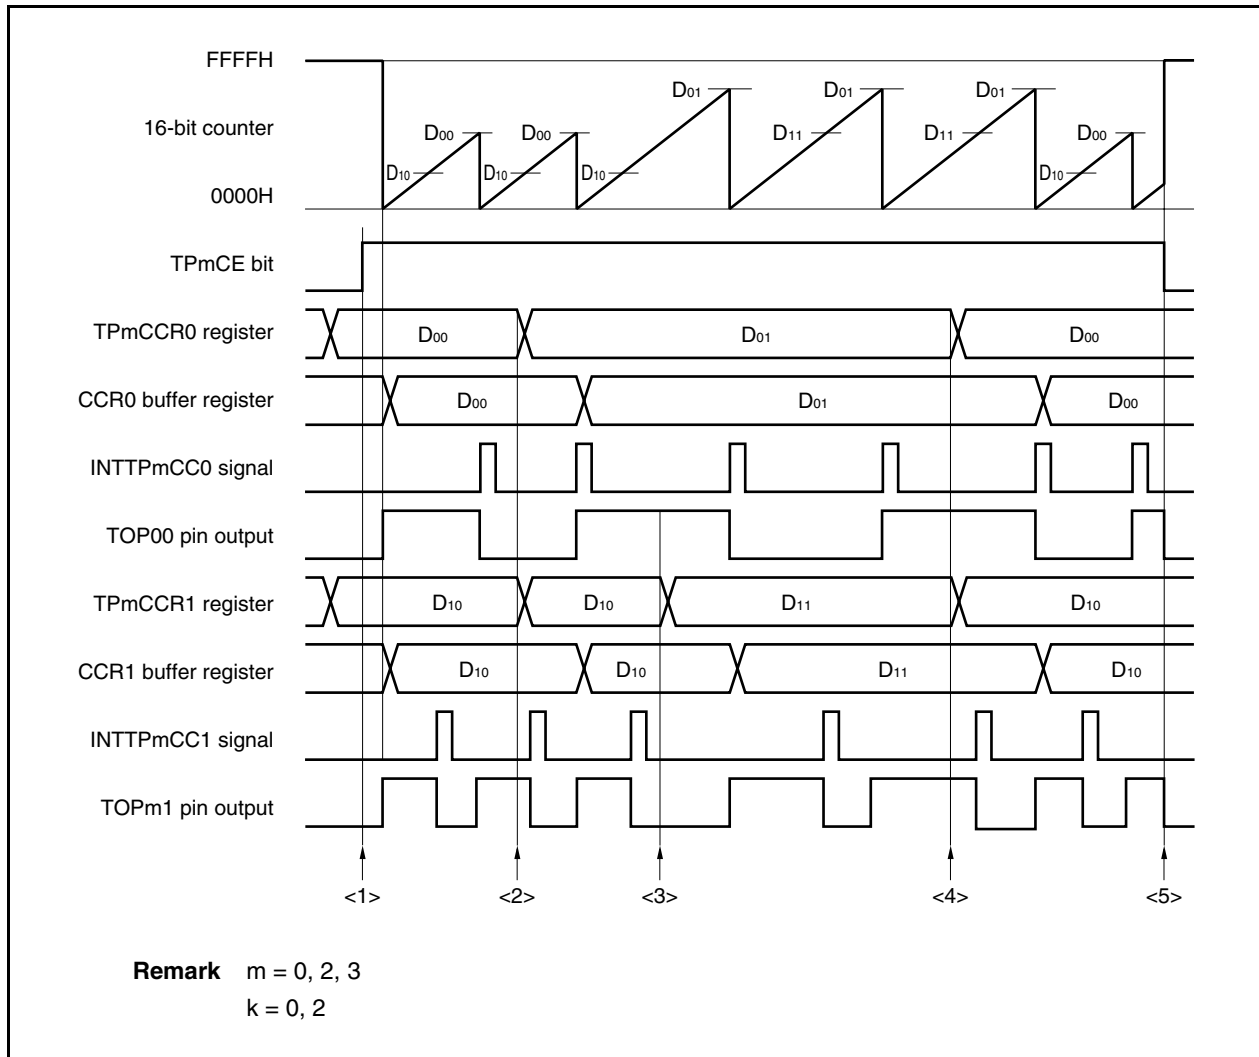 FFFFH
16-bit counter
0000H
D01 D01 D01
D00 D00 D11 D11 D00
D10 D10 D10 D10
TPmCE bit
TPmCCR0 register D00 D01 D00
CCR0 buffer register D00 D01 D00
INTTPmCC0 signal
TOP00 pin output
TPmCCR1 register D10 D10 D11 D10
CCR1 buffer register D10 D10 D11 D10
INTTPmCC1 signal
TOPm1 pin output
<1> <2> <3> <4> <5>
Remark m = 0, 2, 3
k = 0, 2